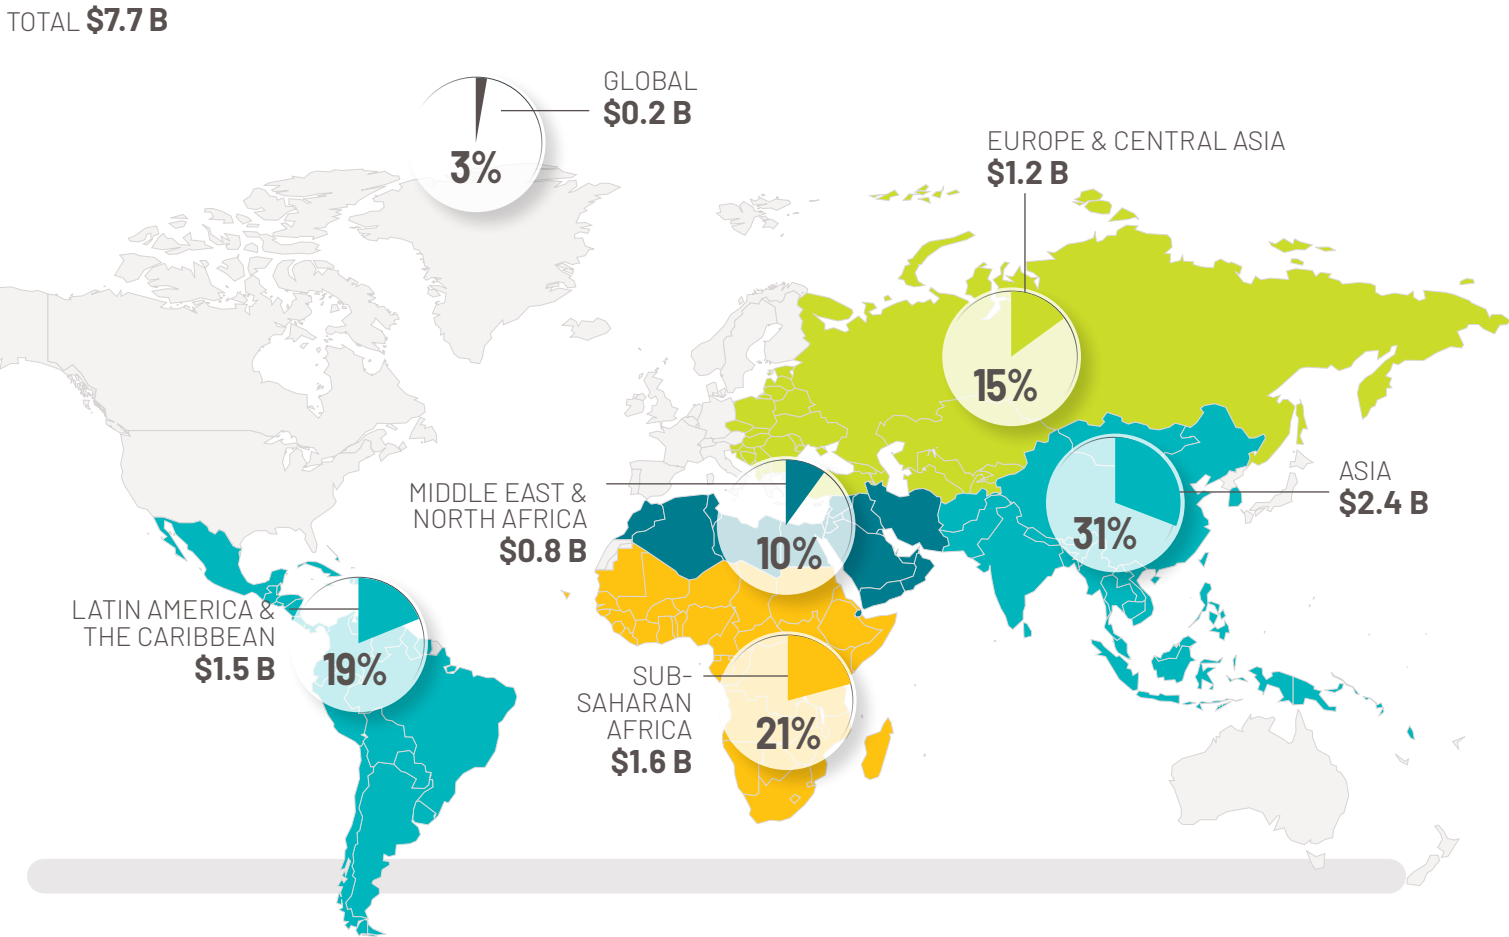 TOTAL $7.7 B
GLOBAL
$0.2 B
3%
EUROPE & CENTRAL ASIA
$1.2 B
15%
ASIA
$2.4 B
31%
MIDDLE EAST &
NORTH AFRICA
$0.8 B
10%
LATIN AMERICA &
THE CARIBBEAN
$1.5 B
19%
SUB-
SAHARAN
AFRICA
$1.6 B
21%